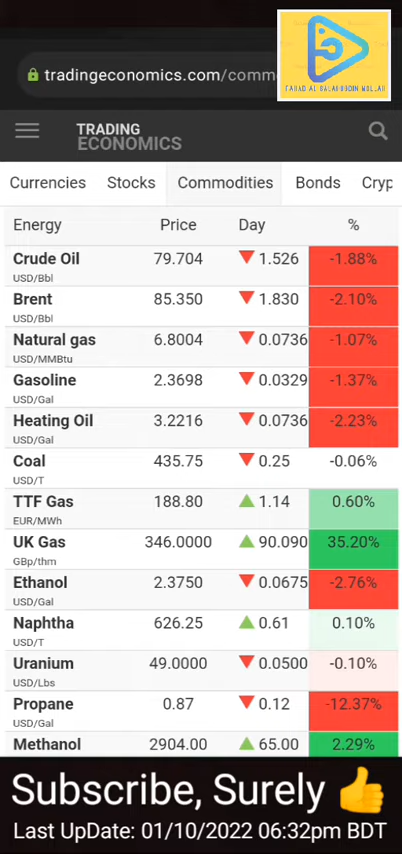 tradingeconomics.com/comm
FAHAD AL SALAHUDDIN MOLLAH
TRADING
ECONOMICS
Currencies Stocks Commodities Bonds Cryp
Energy Price Day %
Crude Oil 79.704 ▼ 1.526 -1.88%
USD/Bbl
Brent 85.350 ▼ 1.830 -2.10%
USD/Bbl
Natural gas 6.8004 ▼ 0.0736 -1.07%
USD/MMBtu
Gasoline 2.3698 ▼ 0.0329 -1.37%
USD/Gal
Heating Oil 3.2216 ▼ 0.0736 -2.23%
USD/Gal
Coal 435.75 ▼ 0.25 -0.06%
USD/T
TTF Gas 188.80 ▲ 1.14 0.60%
EUR/MWh
UK Gas 346.0000 ▲ 90.090 35.20%
GBp/thm
Ethanol 2.3750 ▼ 0.0675 -2.76%
USD/Gal
Naphtha 626.25 ▲ 0.61 0.10%
USD/T
Uranium 49.0000 ▼ 0.0500 -0.10%
USD/Lbs
Propane 0.87 ▼ 0.12 -12.37%
USD/Gal
Methanol 2904.00 ▲ 65.00 2.29%
Subscribe, Surely 👍
Last UpDate: 01/10/2022 06:32pm BDT